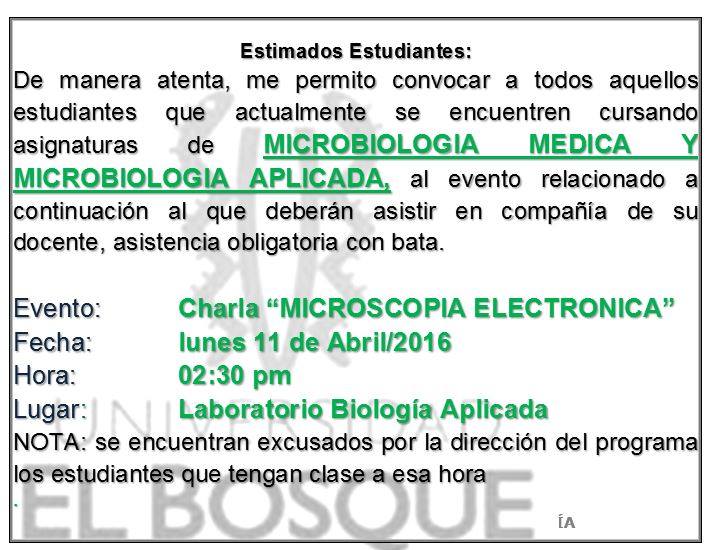 Estimados Estudiantes:
De manera atenta, me permito convocar a todos aquellos
estudiantes que actualmente se encuentren cursando
asignaturas de MICROBIOLOGIA MEDICA Y
MICROBIOLOGIA APLICADA, al evento relacionado a
continuación al que deberán asistir en compañía de su
docente, asistencia obligatoria con bata.
Evento: Charla “MICROSCOPIA ELECTRONICA”
Fecha: lunes 11 de Abril/2016
Hora: 02:30 pm
Lugar: Laboratorio Biología Aplicada
UNIVERSIDAD
NOTA: se encuentran excusados por la dirección del programa
los estudiantes que tengan clase a esa hora
.
EL BOSQUE
ÍA